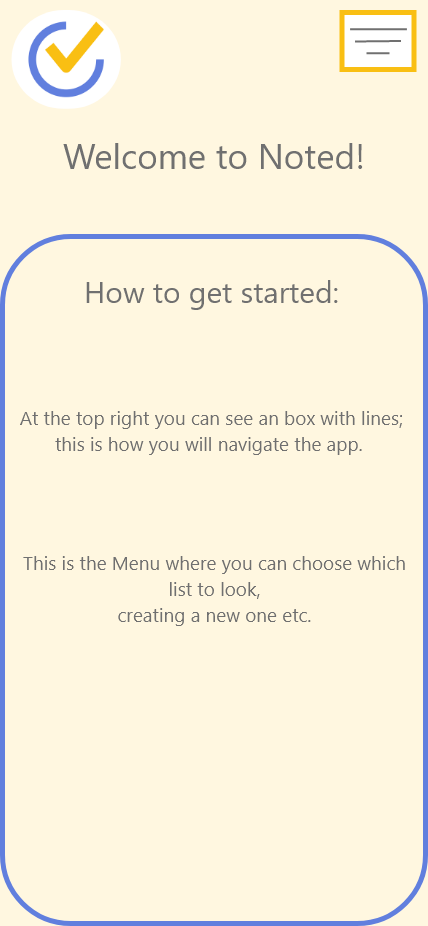 Welcome to Noted!
How to get started:
At the top right you can see an box with lines;
this is how you will navigate the app.
This is the Menu where you can choose which
list to look,
creating a new one etc.